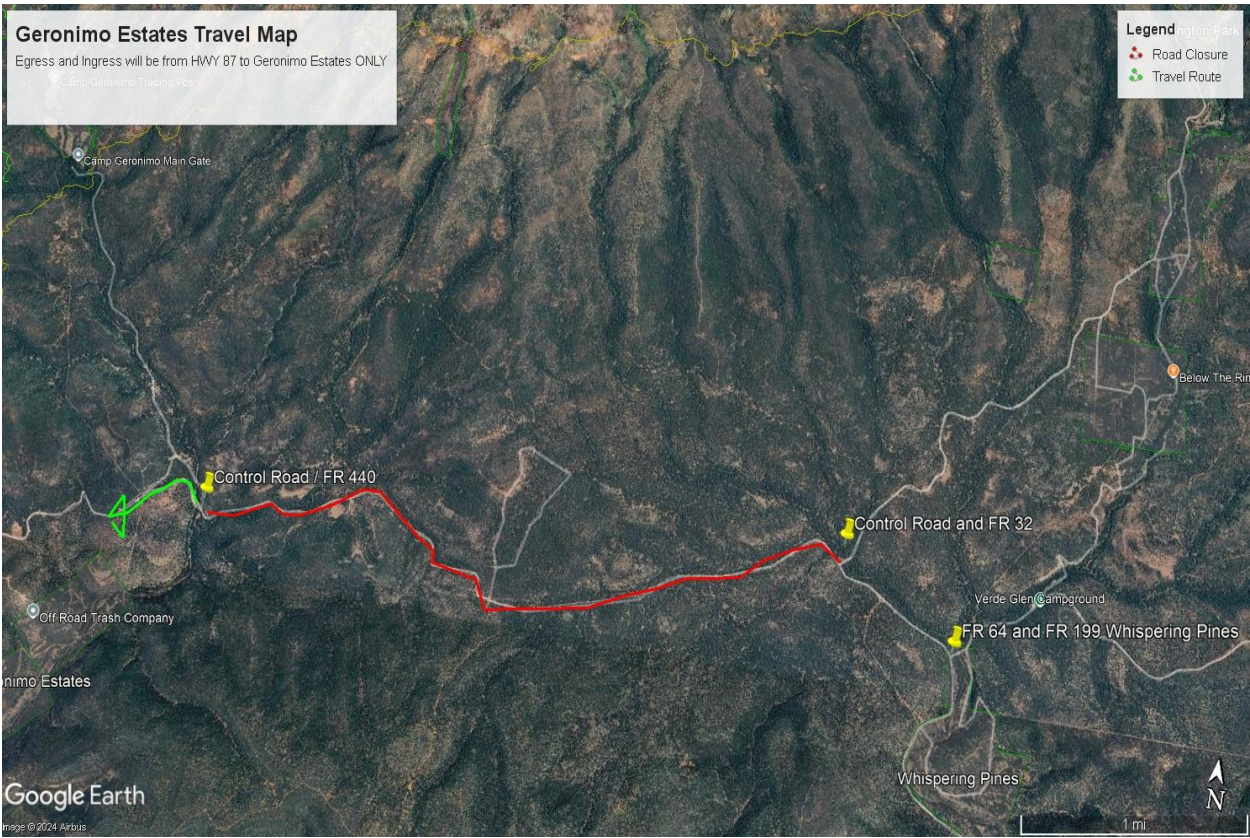 Geronimo Estates Travel Map
Egress and Ingress will be from HWY 87 to Geronimo Estates ONLY
Camp Geronimo Trading Post
Legend
Road Closure
Travel Route
Camp Geronimo Main Gate
Below The Rim
Control Road / FR 440
Control Road and FR 32
Verde Glen Campground
Off Road Trash Company
FR 64 and FR 199 Whispering Pines
nimo Estates
Whispering Pines
Google Earth
Image © 2024 Airbus
N
1 mi